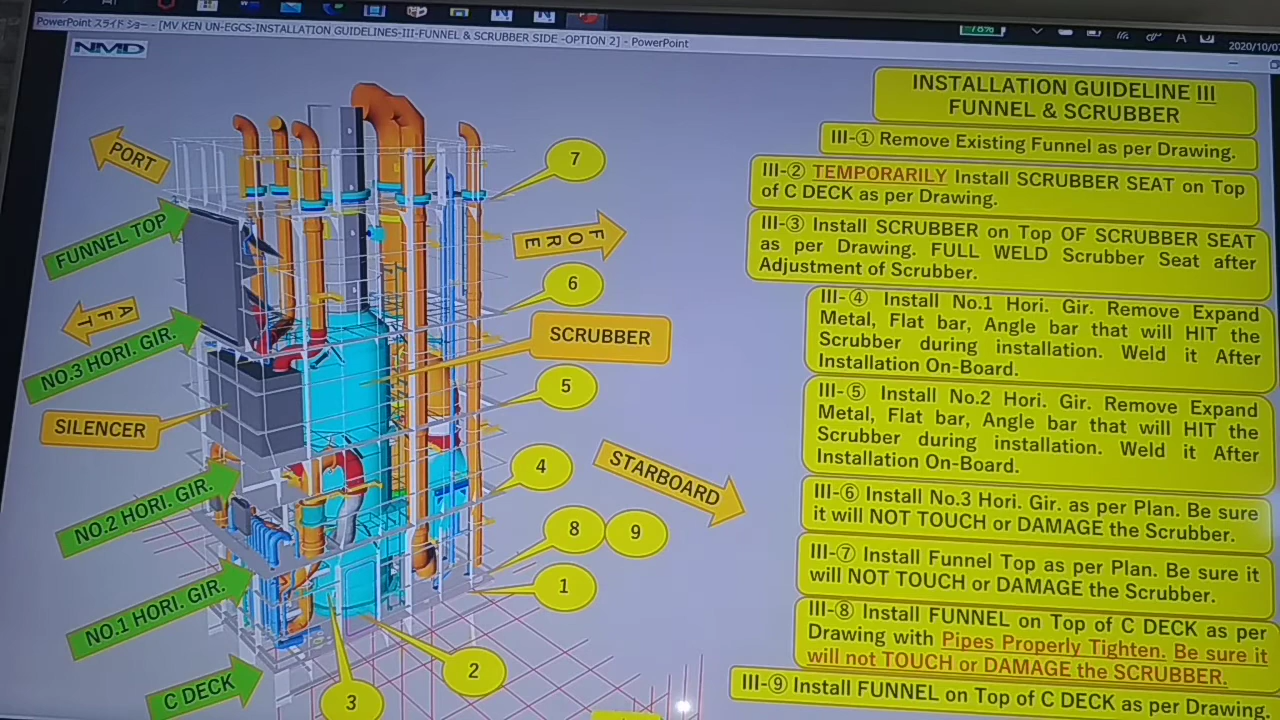 PowerPoint スライド ショー - [MV KEN UN-EGCS-INSTALLATION GUIDELINES-III-FUNNEL & SCRUBBER SIDE -OPTION 2] - PowerPoint
78%
A
2020/10/0
NMD
INSTALLATION GUIDELINE III
FUNNEL & SCRUBBER
III-① Remove Existing Funnel as per Drawing.
III-② TEMPORARILY Install SCRUBBER SEAT on Top
of C DECK as per Drawing.
III-③ Install SCRUBBER on Top OF SCRUBBER SEAT
as per Drawing. FULL WELD Scrubber Seat after
Adjustment of Scrubber.
III-④ Install No.1 Hori. Gir. Remove Expand
Metal, Flat bar, Angle bar that will HIT the
Scrubber during installation. Weld it After
Installation On-Board.
III-⑤ Install No.2 Hori. Gir. Remove Expand
Metal, Flat bar, Angle bar that will HIT the
Scrubber during installation. Weld it After
Installation On-Board.
III-⑥ Install No.3 Hori. Gir. as per Plan. Be sure
it will NOT TOUCH or DAMAGE the Scrubber.
III-⑦ Install Funnel Top as per Plan. Be sure it
will NOT TOUCH or DAMAGE the Scrubber.
III-⑧ Install FUNNEL on Top of C DECK as per
Drawing with Pipes Properly Tighten. Be sure it
will not TOUCH or DAMAGE the SCRUBBER.
III-⑨ Install FUNNEL on Top of C DECK as per Drawing.
PORT
FUNNEL TOP
AFT
NO.3 HORI. GIR.
SILENCER
NO.2 HORI. GIR.
NO.1 HORI. GIR.
C DECK
7
FORE
6
SCRUBBER
5
4
STARBOARD
8
9
1
2
3